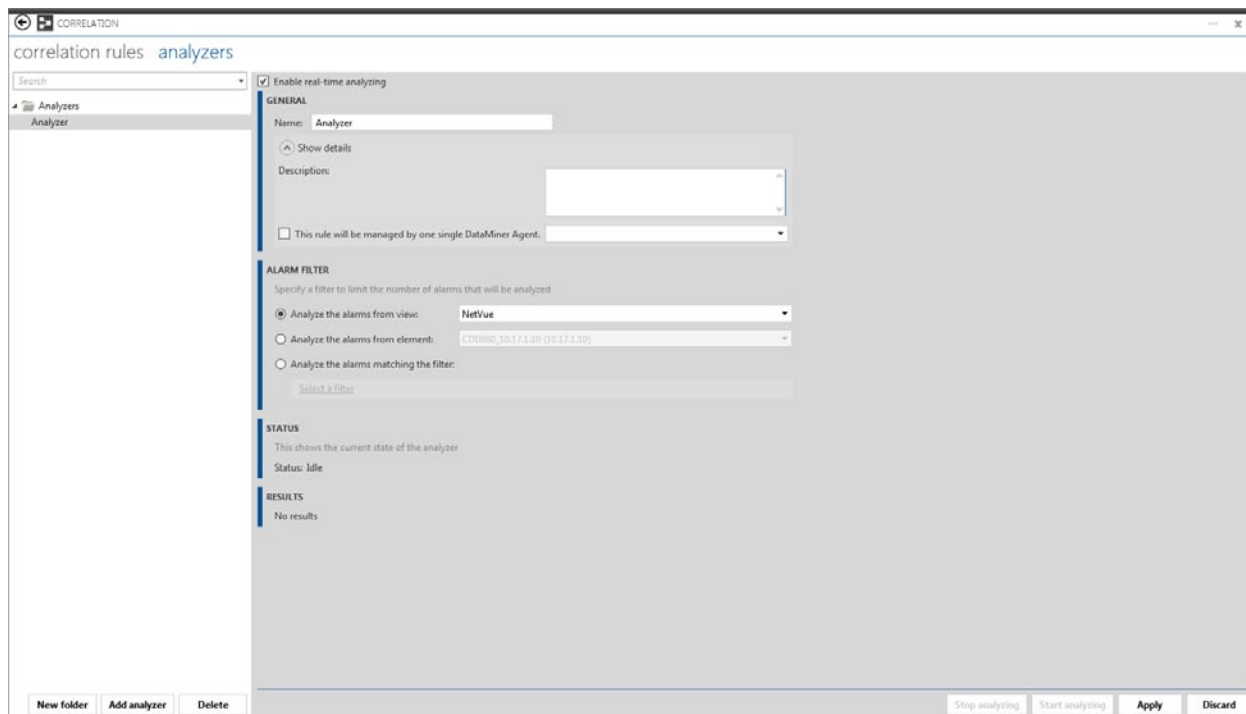 CORRELATION
... x
correlation rules analyzers
Search
Enable real-time analyzing
Analyzers
Analyzer
GENERAL
Name: Analyzer
Show details
Description:
This rule will be managed by one single DataMiner Agent.
ALARM FILTER
Specify a filter to limit the number of alarms that will be analyzed
Analyze the alarms from view: NetVue
Analyze the alarms from element:
Analyze the alarms matching the filter:
Select a filter
STATUS
This shows the current state of the analyzer
Status: Idle
RESULTS
No results
New folder Add analyzer Delete Stop analyzing Start analyzing Apply Discard